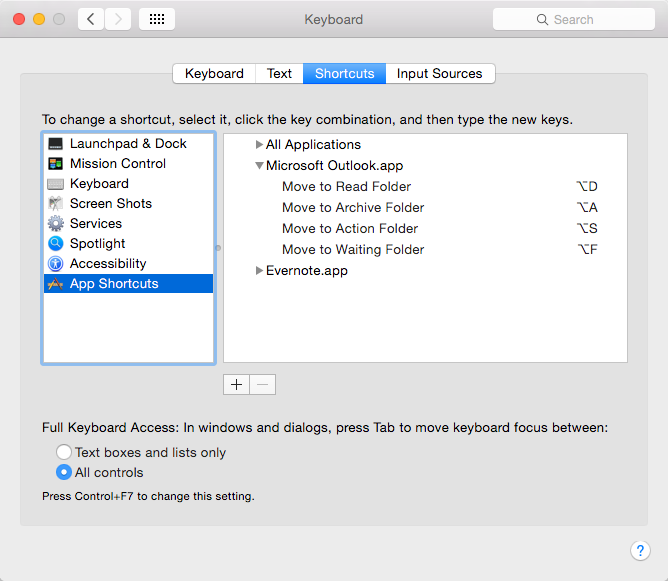 Keyboard
Search
Keyboard Text Shortcuts Input Sources
To change a shortcut, select it, click the key combination, and then type the new keys.
Launchpad & Dock
Mission Control
Keyboard
Screen Shots
Services
Spotlight
Accessibility
App Shortcuts
All Applications
Microsoft Outlook.app
Move to Read Folder ⌥D
Move to Archive Folder ⌥A
Move to Action Folder ⌥S
Move to Waiting Folder ⌥F
Evernote.app
Full Keyboard Access: In windows and dialogs, press Tab to move keyboard focus between:
Text boxes and lists only
All controls
Press Control+F7 to change this setting.
?